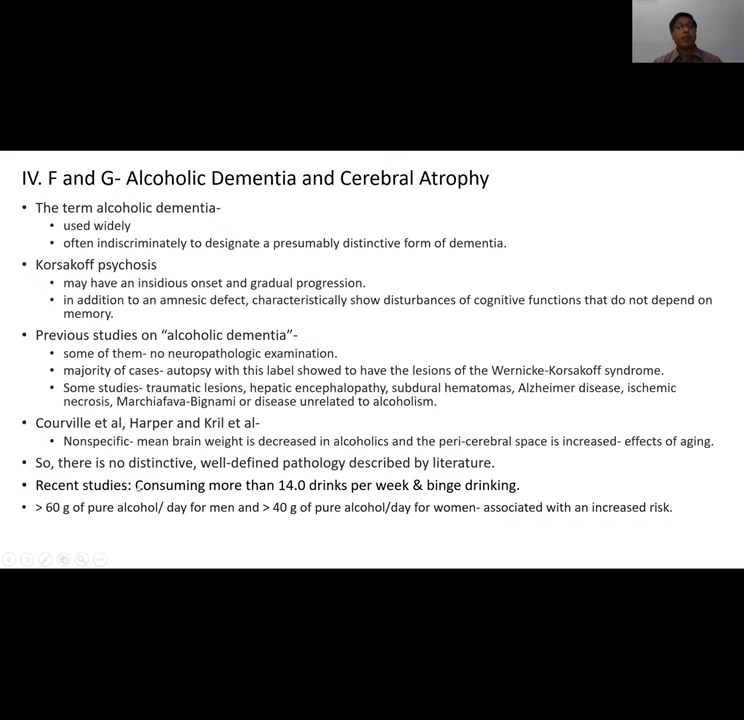 IV. F and G- Alcoholic Dementia and Cerebral Atrophy
• The term alcoholic dementia-
• used widely
• often indiscriminately to designate a presumably distinctive form of dementia.
• Korsakoff psychosis
• may have an insidious onset and gradual progression.
• in addition to an amnesic defect, characteristically show disturbances of cognitive functions that do not depend on
memory.
• Previous studies on “alcoholic dementia”-
• some of them- no neuropathologic examination.
• majority of cases- autopsy with this label showed to have the lesions of the Wernicke-Korsakoff syndrome.
• Some studies- traumatic lesions, hepatic encephalopathy, subdural hematomas, Alzheimer disease, ischemic
necrosis, Marchiafava-Bignami or disease unrelated to alcoholism.
• Courville et al, Harper and Kril et al-
• Nonspecific- mean brain weight is decreased in alcoholics and the peri-cerebral space is increased- effects of aging.
• So, there is no distinctive, well-defined pathology described by literature.
• Recent studies: Consuming more than 14.0 drinks per week & binge drinking.
• > 60 g of pure alcohol/ day for men and > 40 g of pure alcohol/day for women- associated with an increased risk.